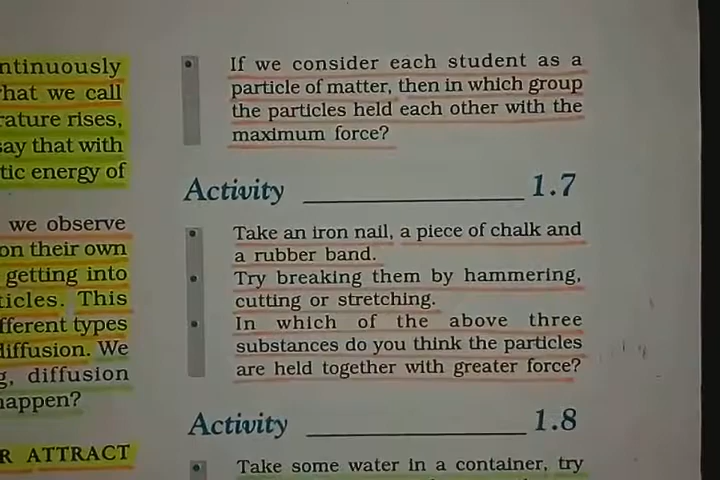 ntinuously
hat we call
rature rises,
say that with
tic energy of
we observe
on their own
getting into
ticles. This
fferent types
diffusion. We
g, diffusion
happen?
R ATTRACT
If we consider each student as a
particle of matter, then in which group
the particles held each other with the
maximum force?
Activity 1.7
Take an iron nail, a piece of chalk and
a rubber band.
Try breaking them by hammering,
cutting or stretching.
In which of the above three
substances do you think the particles
are held together with greater force?
Activity 1.8
Take some water in a container, try